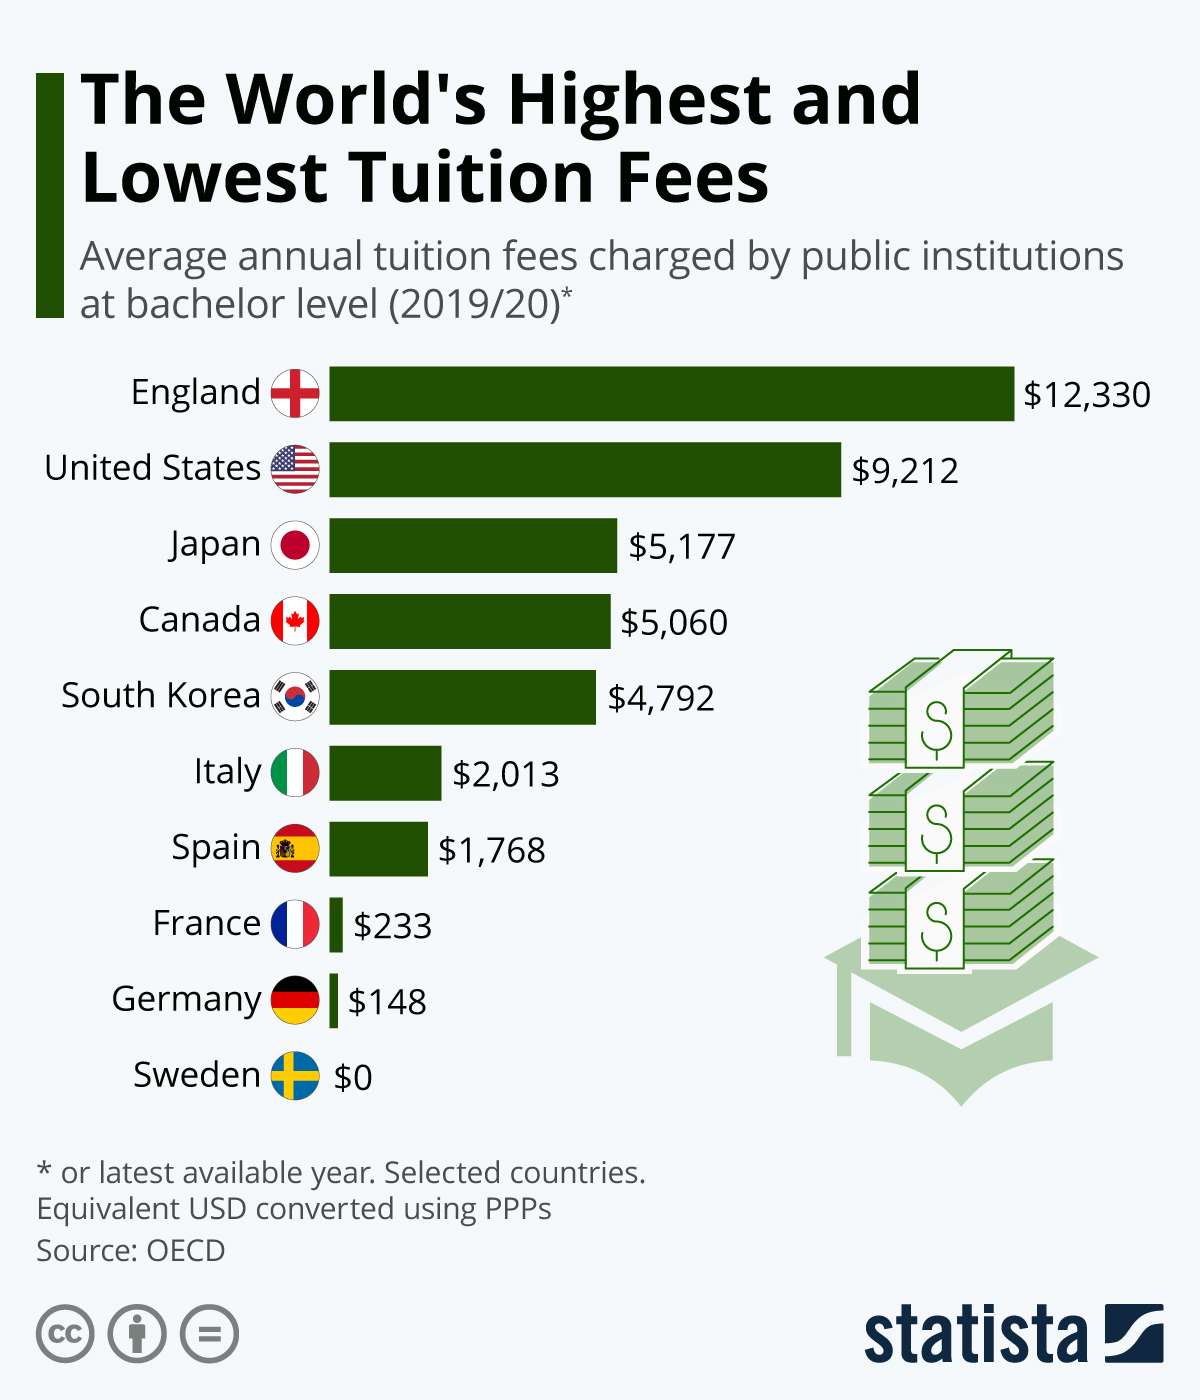 The World's Highest and
Lowest Tuition Fees
Average annual tuition fees charged by public institutions
at bachelor level (2019/20)*
England $12,330
United States $9,212
Japan $5,177
Canada $5,060
South Korea $4,792
Italy $2,013
Spain $1,768
France $233
Germany $148
Sweden $0
$
$
$
* or latest available year. Selected countries.
Equivalent USD converted using PPPs
Source: OECD
cc =
statista